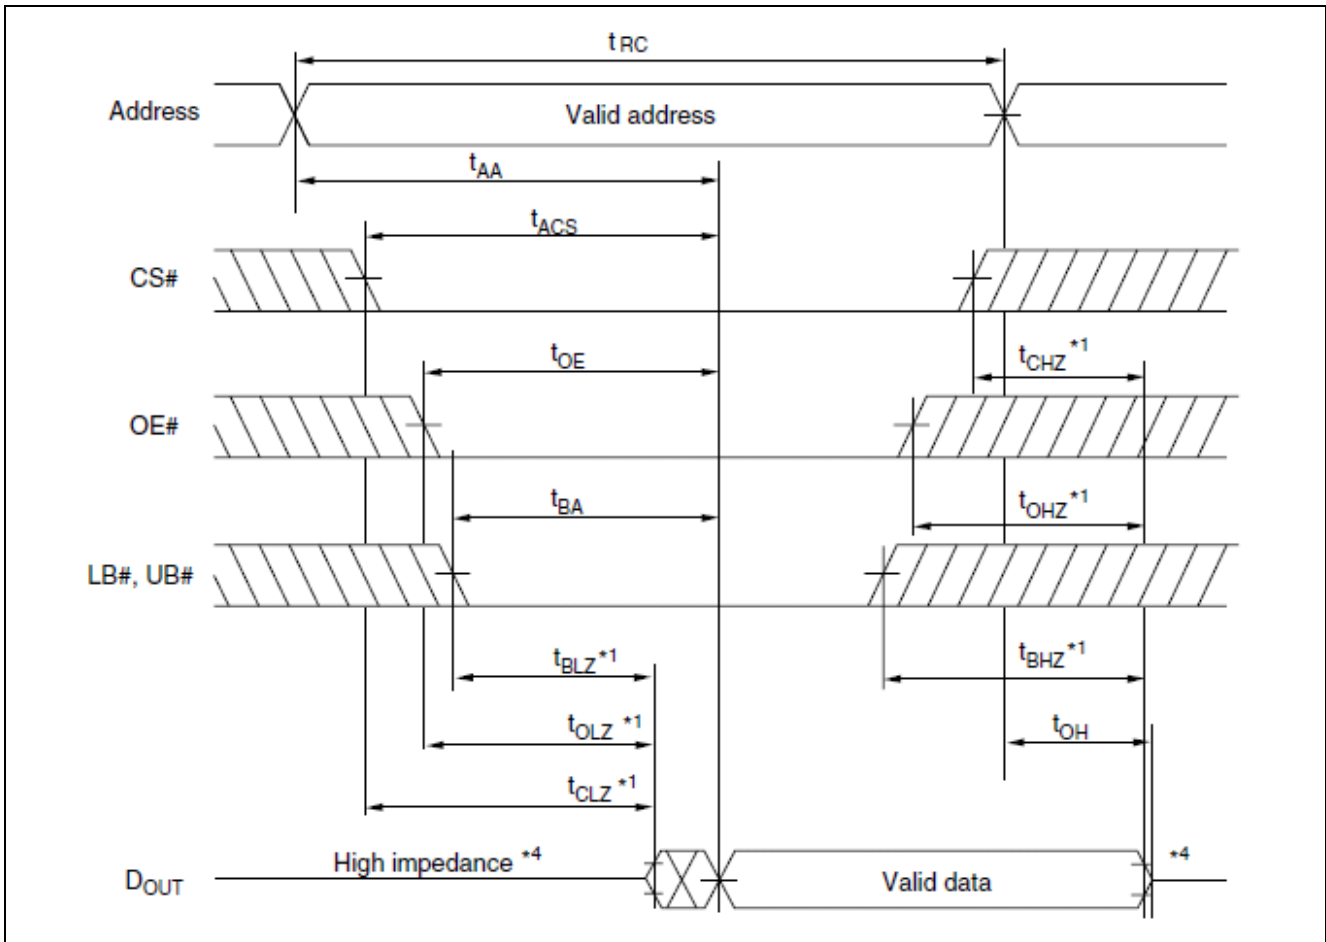 tRC
Address
Valid address
tAA
tACS
CS#
tOE
tCHZ*1
OE#
tBA
tOHZ*1
LB#, UB#
tBLZ*1
tBHZ*1
tOLZ *1
tOH
tCLZ*1
High impedance *4
*4
DOUT
Valid data